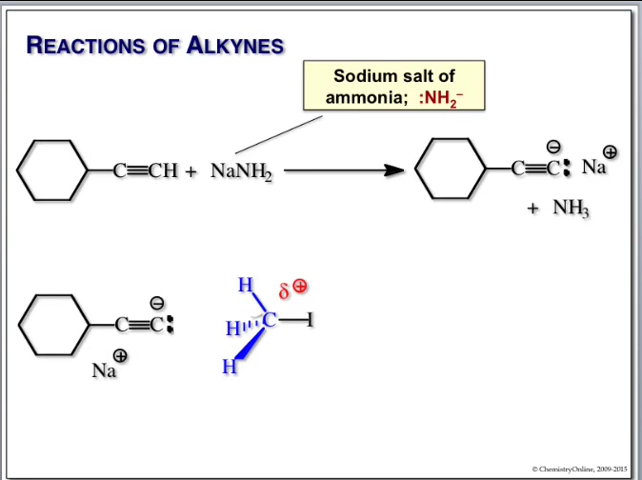 REACTIONS OF ALKYNES
Sodium salt of
ammonia; :NH₂⁻
C≡CH + NaNH₂
C≡C:⊖ Na⊕
+ NH₃
C≡C:⊖
Na⊕
H δ⊕
H C I
H
© ChemistryOnline, 2009-2015